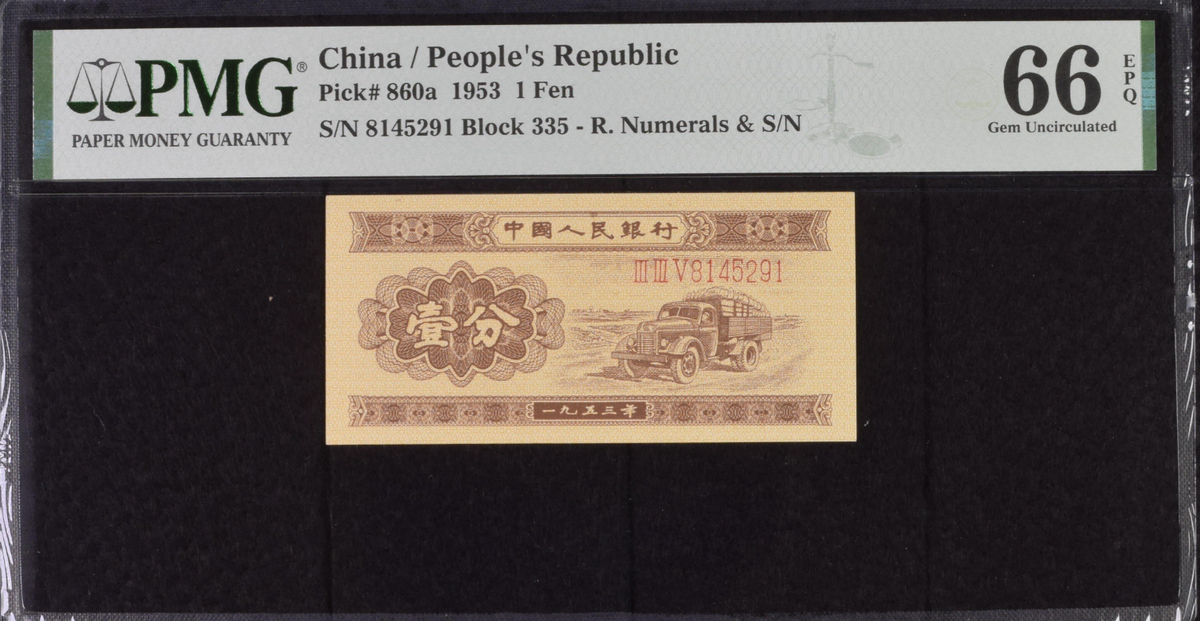 PMG®
PAPER MONEY GUARANTY
China / People's Republic
Pick# 860a 1953 1 Fen
S/N 8145291 Block 335 - R. Numerals & S/N
66
EPQ
Gem Uncirculated
中國人民銀行
ⅢⅢⅤ8145291
壹分
一九五三年